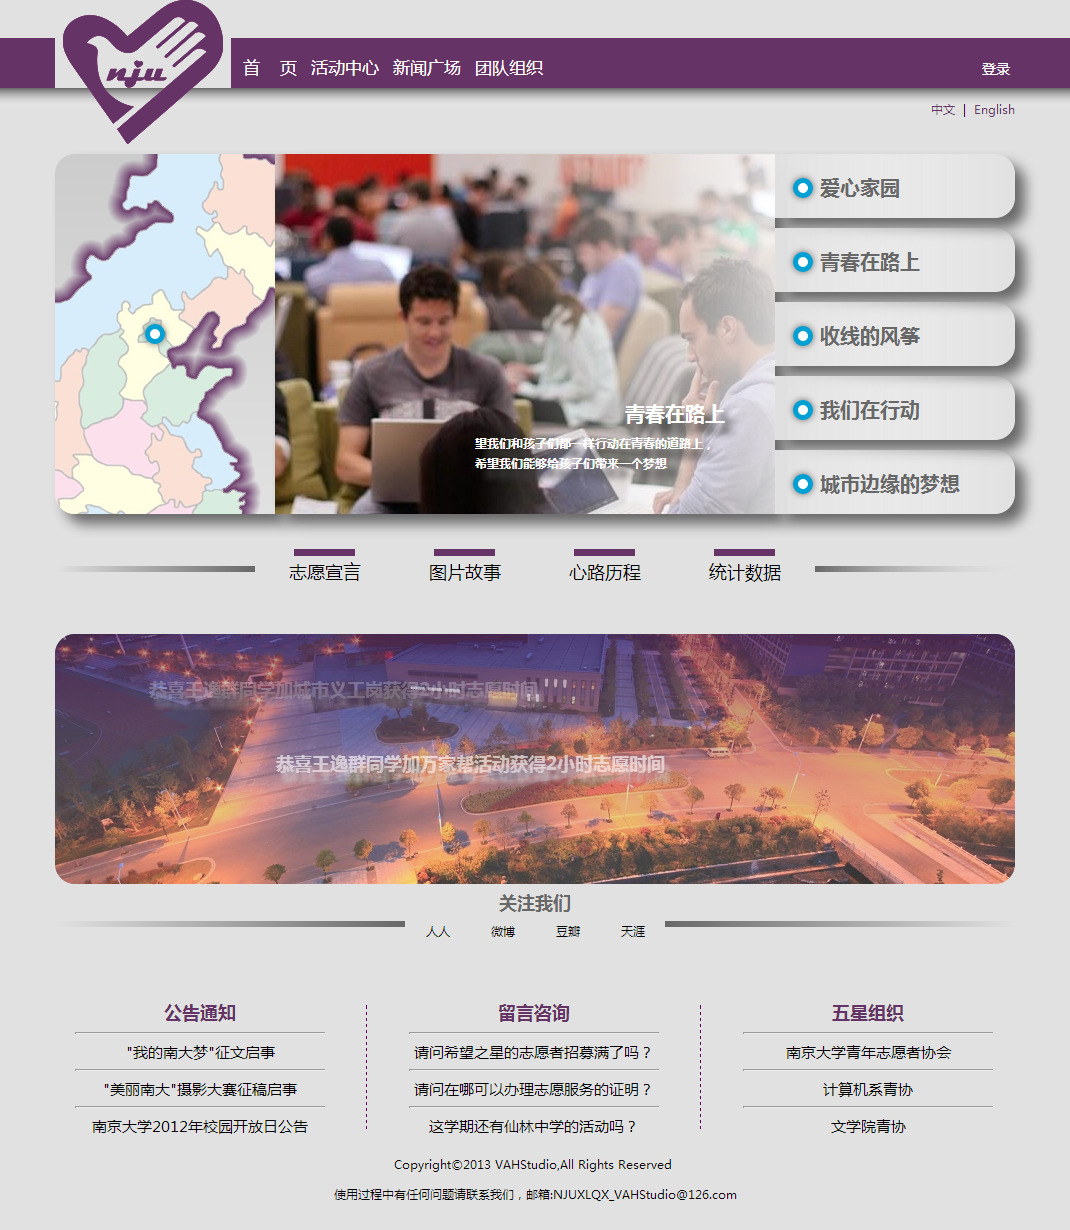 nju
首 页 活动中心 新闻广场 团队组织
登录
中文 | English
爱心家园
青春在路上
收线的风筝
我们在行动
城市边缘的梦想
青春在路上
望我们和孩子们都一样行动在青春的道路上，
希望我们能够给孩子们带来一个梦想
志愿宣言 图片故事 心路历程 统计数据
恭喜王逸群同学加城市义工岗获得2小时志愿时间
恭喜王逸群同学加万家帮活动获得2小时志愿时间
关注我们
人人 微博 豆瓣 天涯
公告通知
"我的南大梦"征文启事
"美丽南大"摄影大赛征稿启事
南京大学2012年校园开放日公告
留言咨询
请问希望之星的志愿者招募满了吗？
请问在哪可以办理志愿服务的证明？
这学期还有仙林中学的活动吗？
五星组织
南京大学青年志愿者协会
计算机系青协
文学院青协
Copyright©2013 VAHStudio,All Rights Reserved
使用过程中有任何问题请联系我们，邮箱:NJUXLQX_VAHStudio@126.com